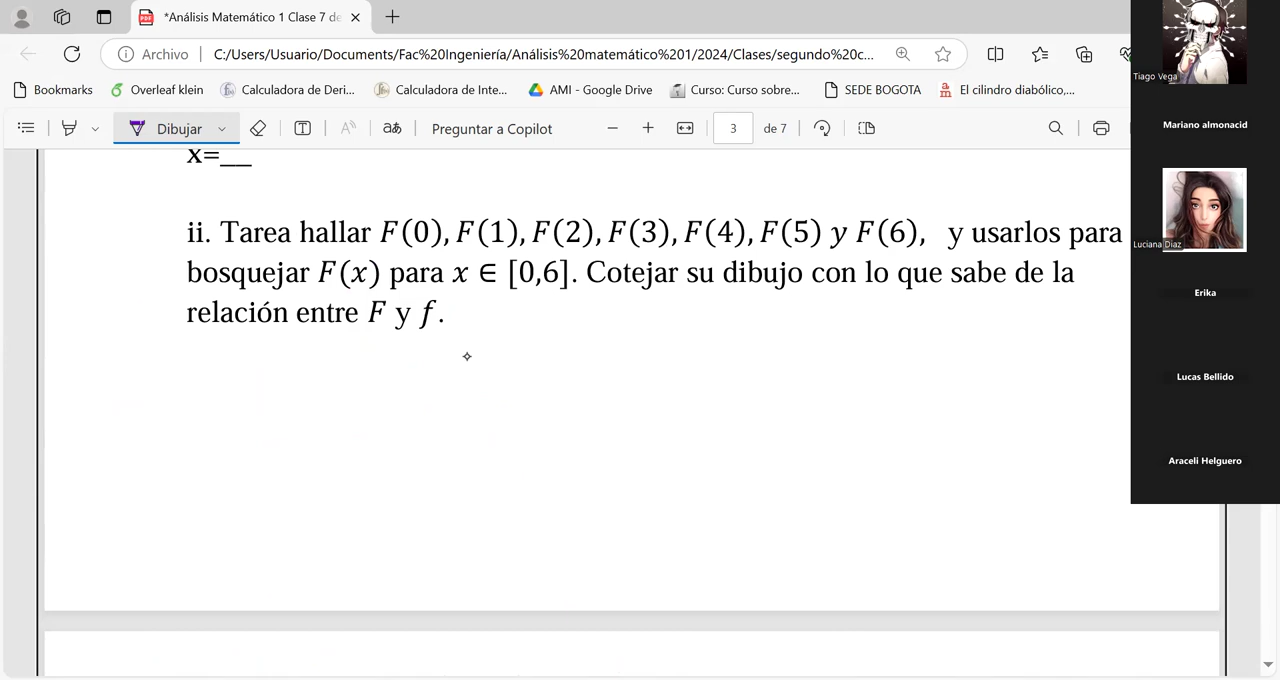 *Análisis Matemático 1 Clase 7 de
Archivo
C:/Users/Usuario/Documents/Fac%20Ingeniería/Análisis%20matemático%201/2024/Clases/segundo%20c...
Bookmarks
Overleaf klein
Calculadora de Deri...
Calculadora de Inte...
AMI - Google Drive
Curso: Curso sobre...
SEDE BOGOTA
El cilindro diabólico,...
Dibujar
Preguntar a Copilot
3 de 7
x=__
ii. Tarea hallar F(0), F(1), F(2), F(3), F(4), F(5) y F(6), y usarlos para
bosquejar F(x) para x ∈ [0,6]. Cotejar su dibujo con lo que sabe de la
relación entre F y f.
Tiago Vega
Mariano almonacid
Luciana Diaz
Erika
Lucas Bellido
Araceli Helguero